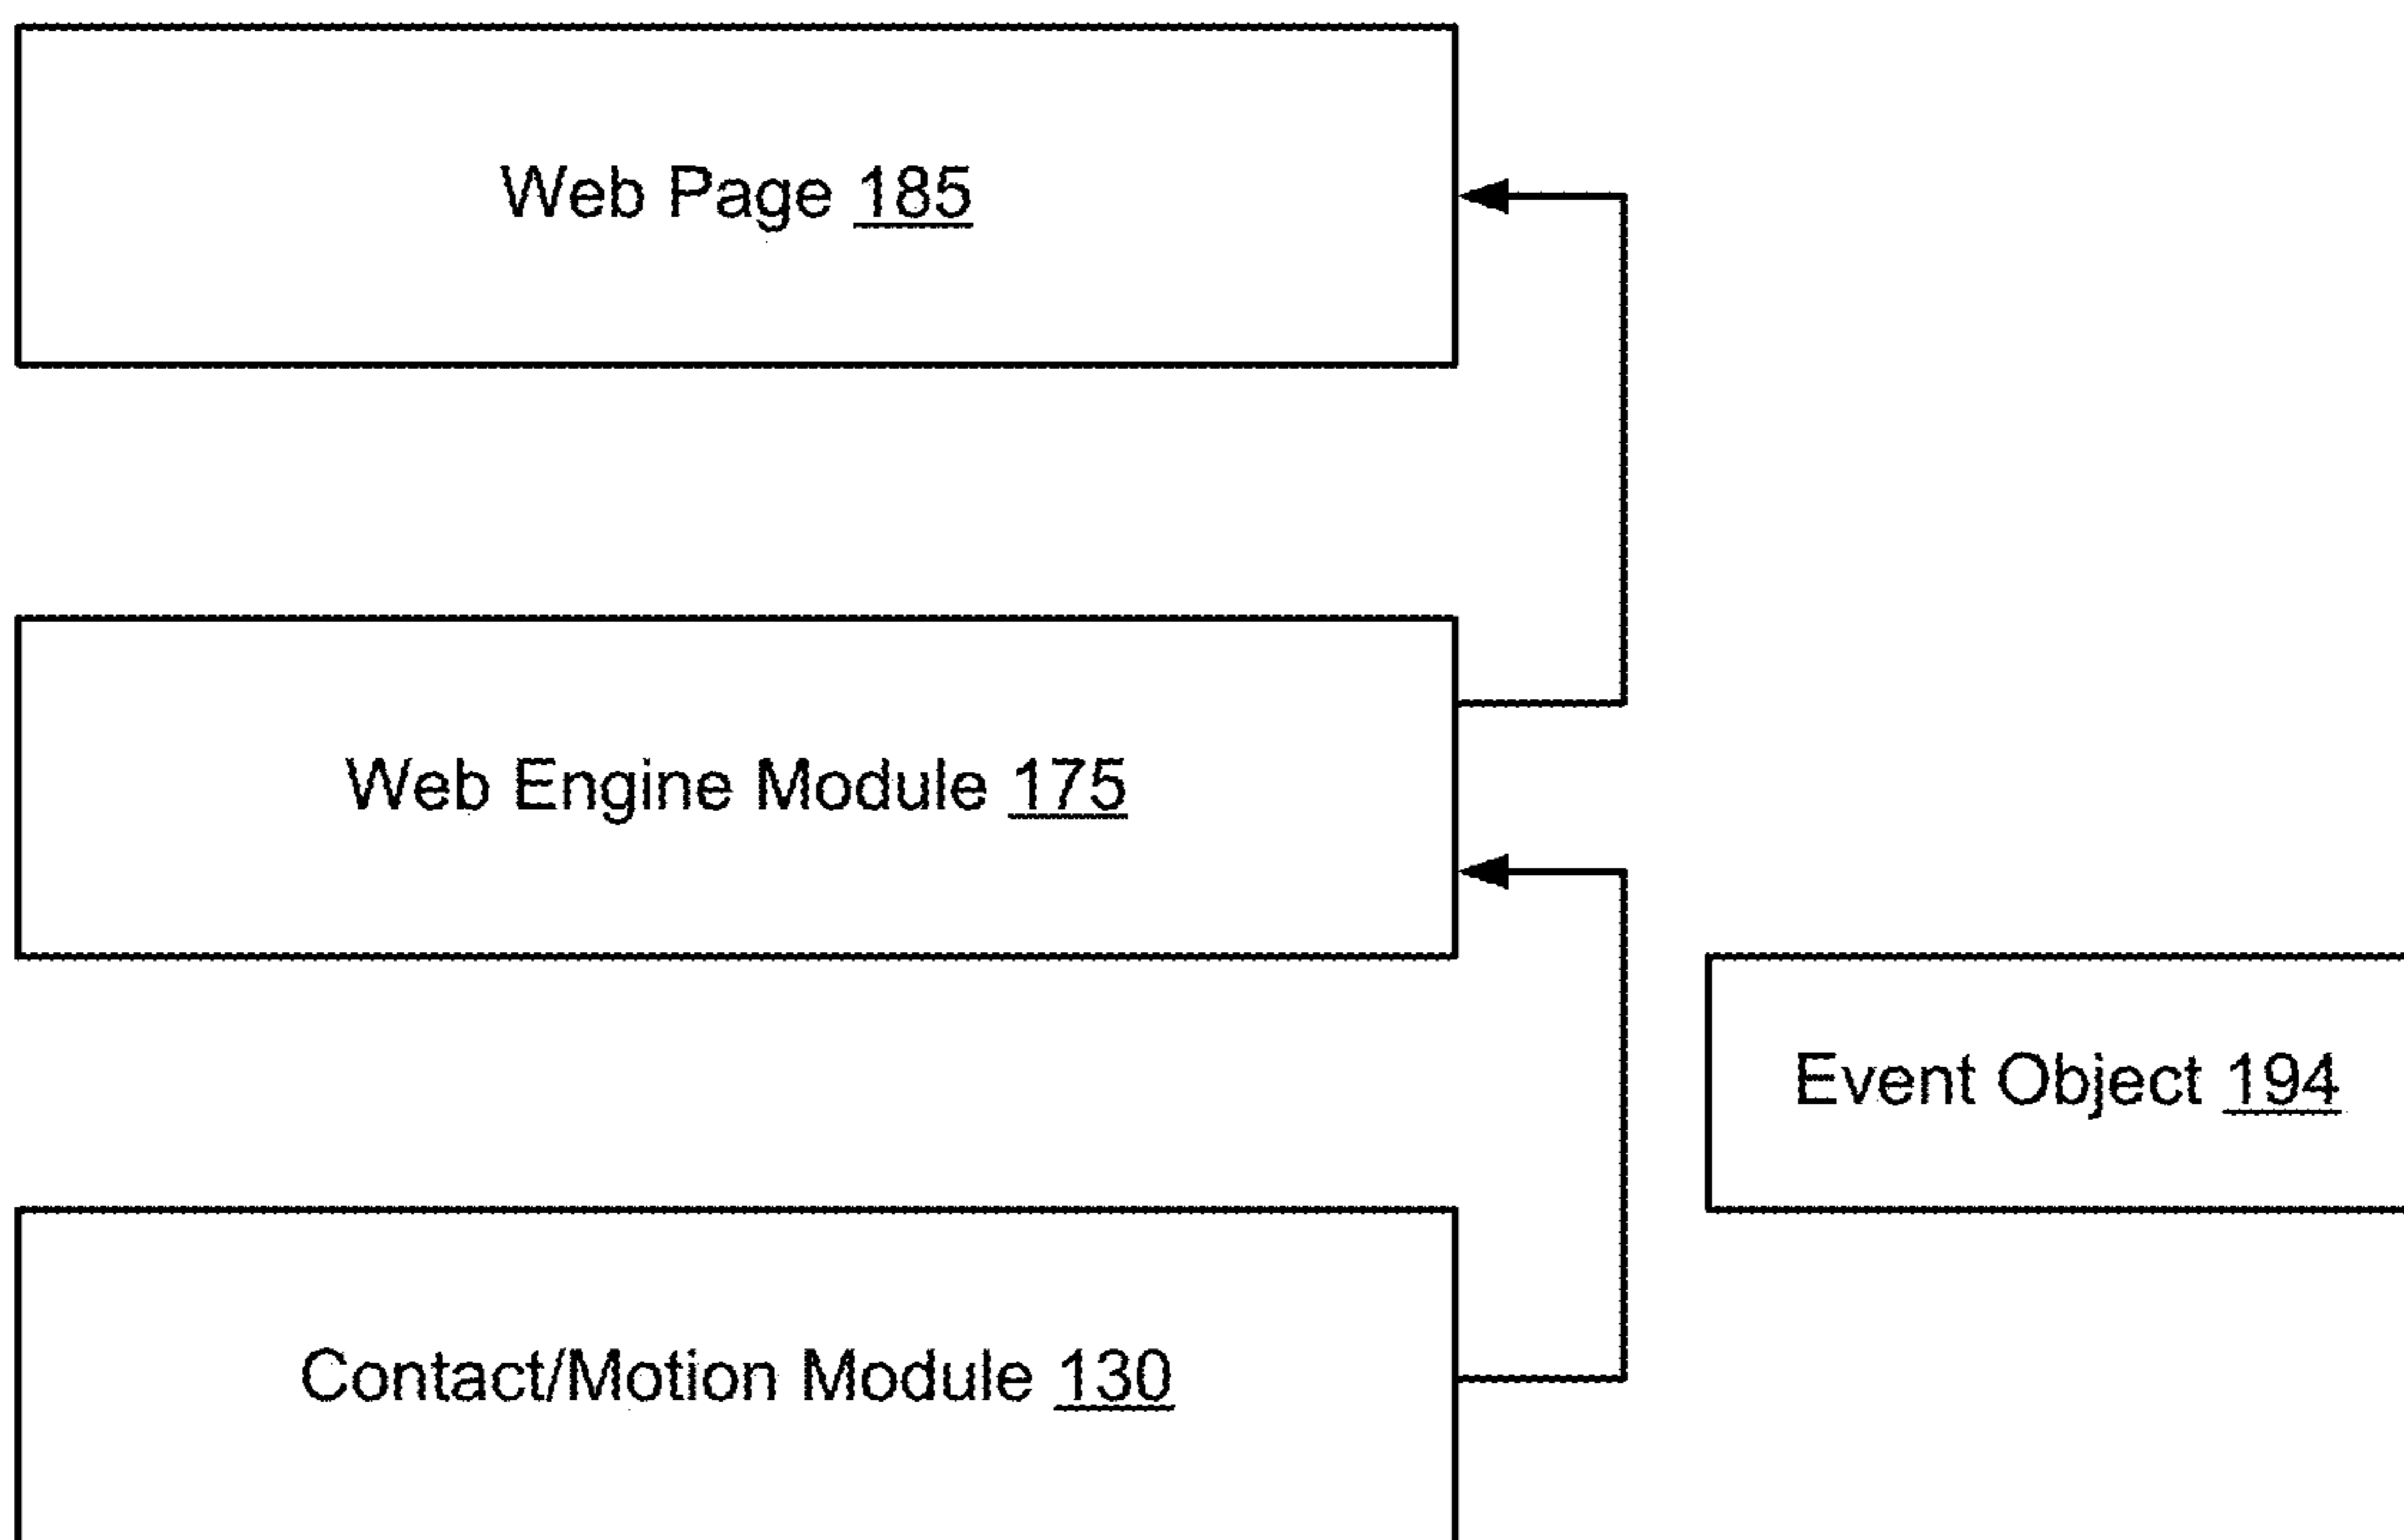 Web Page 185
Web Engine Module 175
Event Object 194
Contact/Motion Module 130